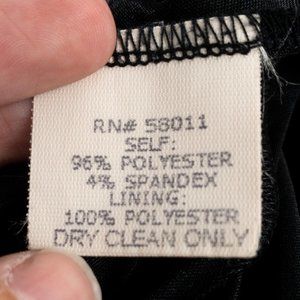 RN# 58011
SELF:
96% POLYESTER
4% SPANDEX
LINING:
100% POLYESTER
DRY CLEAN ONLY